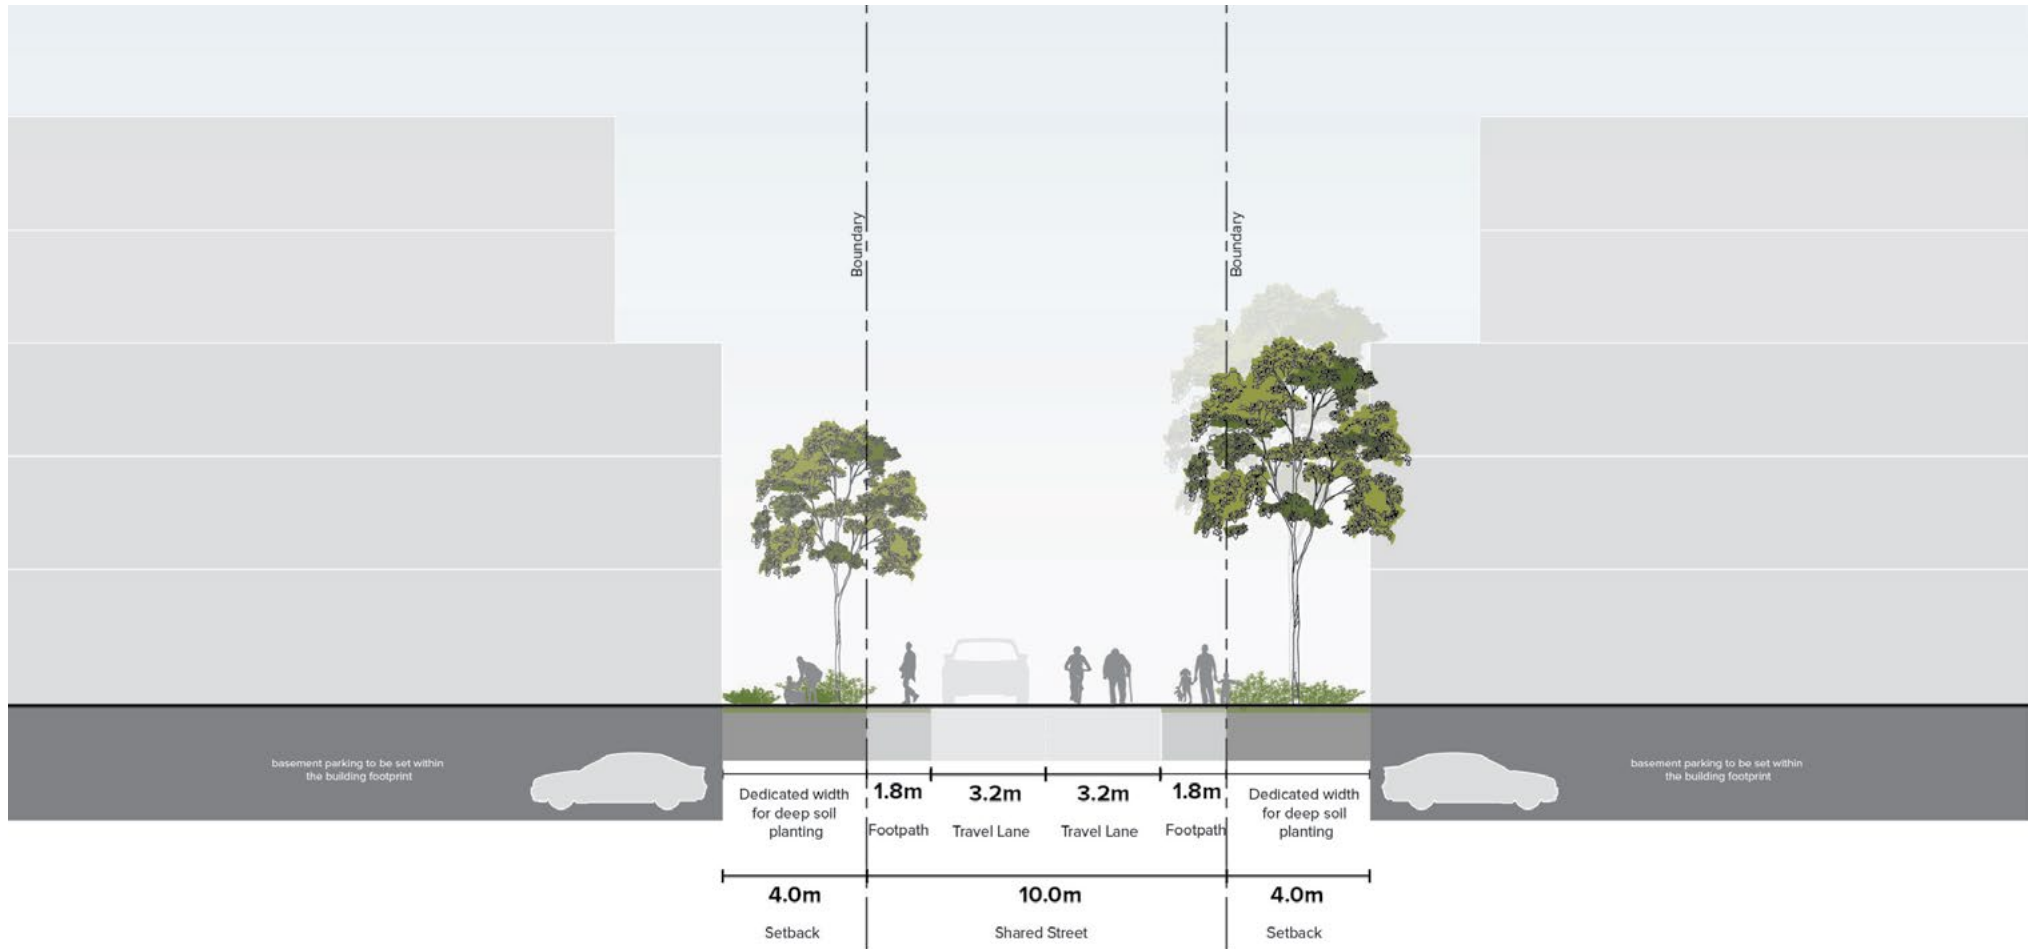 Boundary
Boundary
basement parking to be set within
the building footprint
basement parking to be set within
the building footprint
Dedicated width
for deep soil
planting
1.8m
Footpath
3.2m
Travel Lane
3.2m
Travel Lane
1.8m
Footpath
Dedicated width
for deep soil
planting
4.0m
Setback
10.0m
Shared Street
4.0m
Setback